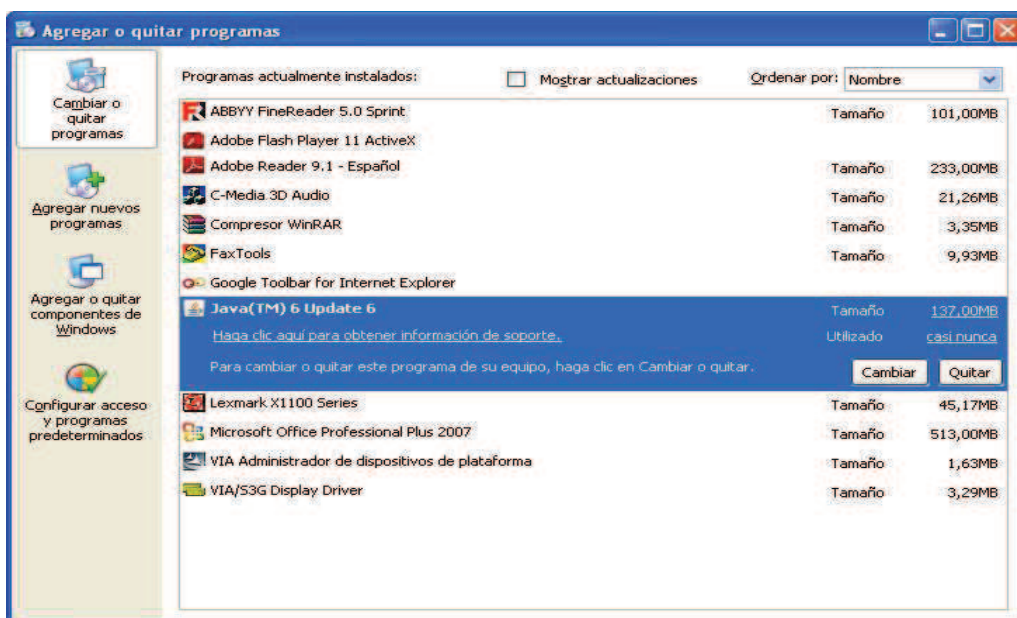 Agregar o quitar programas
Cambiar o
quitar
programas
Agregar nuevos
programas
Agregar o quitar
componentes de
Windows
Configurar acceso
y programas
predeterminados
Programas actualmente instalados: Mostrar actualizaciones Ordenar por: Nombre
ABBYY FineReader 5.0 Sprint Tamaño 101,00MB
Adobe Flash Player 11 ActiveX
Adobe Reader 9.1 - Español Tamaño 233,00MB
C-Media 3D Audio Tamaño 21,26MB
Compresor WinRAR Tamaño 3,35MB
FaxTools Tamaño 9,93MB
Google Toolbar for Internet Explorer
Java(TM) 6 Update 6 Tamaño 137,00MB
Haga clic aquí para obtener información de soporte. Utilizado casi nunca
Para cambiar o quitar este programa de su equipo, haga clic en Cambiar o quitar. Cambiar Quitar
Lexmark X1100 Series Tamaño 45,17MB
Microsoft Office Professional Plus 2007 Tamaño 513,00MB
VIA Administrador de dispositivos de plataforma Tamaño 1,63MB
VIA/S3G Display Driver Tamaño 3,29MB